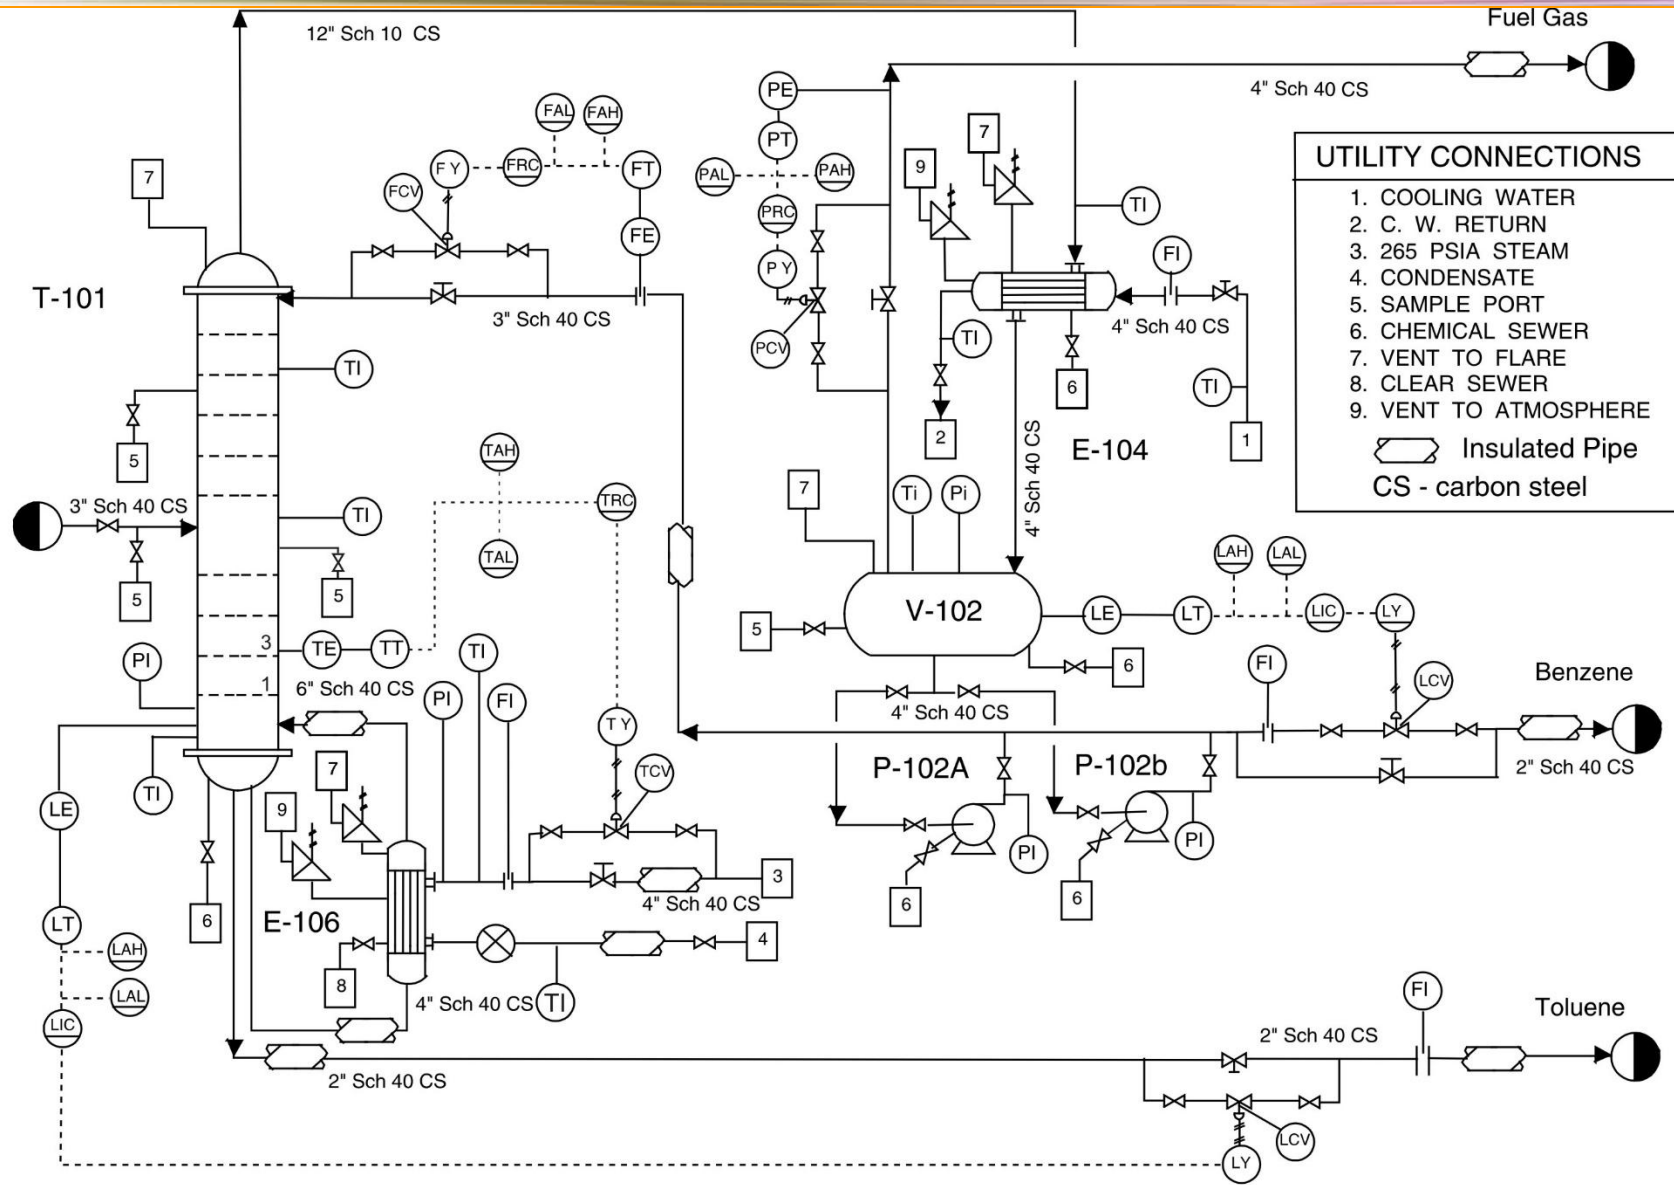 Fuel Gas
12" Sch 10 CS
4" Sch 40 CS
PE
FAL
FAH
PT
7
UTILITY CONNECTIONS
1. COOLING WATER
2. C. W. RETURN
3. 265 PSIA STEAM
4. CONDENSATE
5. SAMPLE PORT
6. CHEMICAL SEWER
7. VENT TO FLARE
8. CLEAR SEWER
9. VENT TO ATMOSPHERE
Insulated Pipe
CS - carbon steel
7
F Y
FRC
FT
PAL
PAH
9
FCV
PRC
TI
FE
P Y
FI
T-101
3" Sch 40 CS
4" Sch 40 CS
PCV
TI
TI
TI
6
2
1
E-104
5
TAH
4" Sch 40 CS
3" Sch 40 CS
TRC
7
Ti
Pi
TI
TAL
LAH
LAL
5
5
V-102
LE
LT
LIC
LY
5
3
TE
TT
TI
PI
1
6
FI
LCV
Benzene
6" Sch 40 CS
PI
FI
4" Sch 40 CS
T Y
P-102A
P-102b
2" Sch 40 CS
7
TCV
TI
LE
9
PI
PI
3
4" Sch 40 CS
6
6
6
LT
E-106
4
LAH
8
LAL
4" Sch 40 CS
TI
FI
LIC
Toluene
2" Sch 40 CS
2" Sch 40 CS
LCV
LY